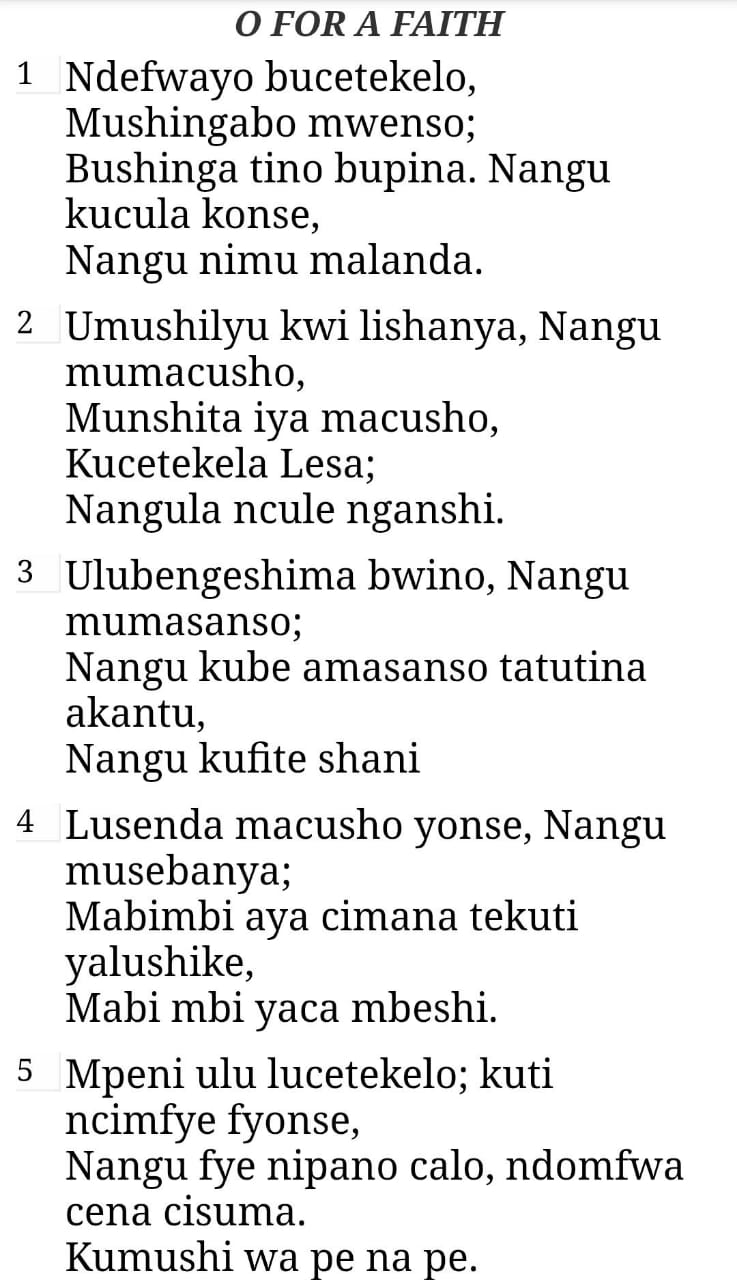 O FOR A FAITH
1 Ndefwayo bucetekelo,
Mushingabo mwenso;
Bushinga tino bupina. Nangu
kucula konse,
Nangu nimu malanda.
2 Umushilyu kwi lishanya, Nangu
mumacusho,
Munshita iya macusho,
Kucetekela Lesa;
Nangula ncule nganshi.
3 Ulubengeshima bwino, Nangu
mumasanso;
Nangu kube amasanso tatutina
akantu,
Nangu kufite shani
4 Lusenda macusho yonse, Nangu
musebanya;
Mabimbi aya cimana tekuti
yalushike,
Mabi mbi yaca mbeshi.
5 Mpeni ulu lucetekelo; kuti
ncimfye fyonse,
Nangu fye nipano calo, ndomfwa
cena cisuma.
Kumushi wa pe na pe.